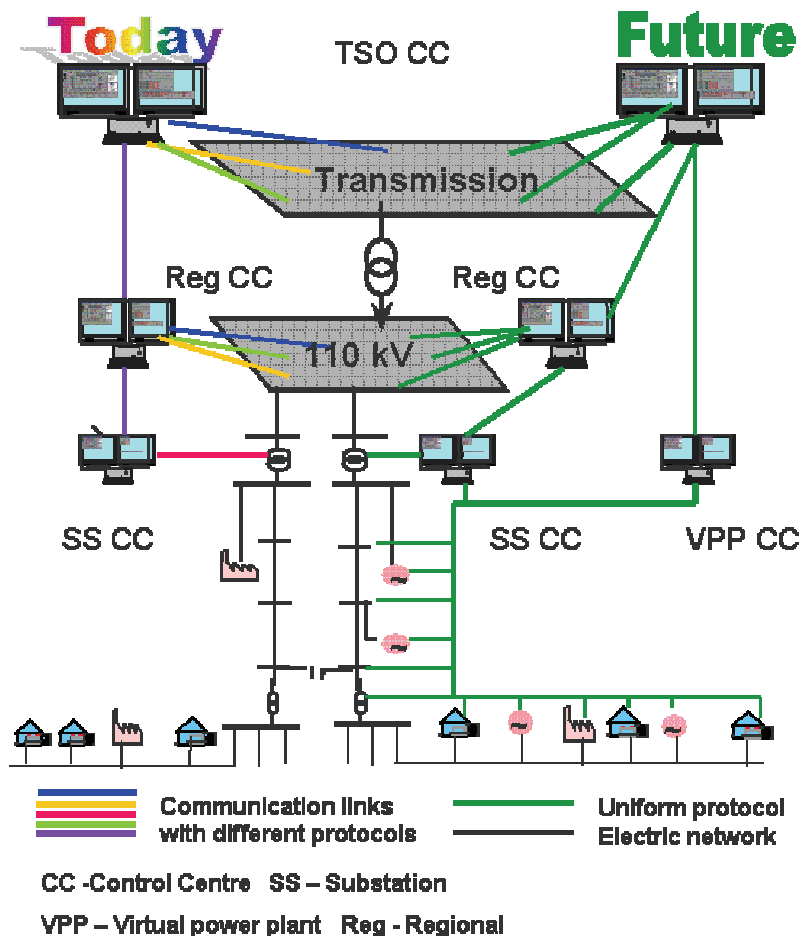 Today
TSO CC
Future
Transmission
Reg CC
Reg CC
110 kV
SS CC
SS CC
VPP CC
Communication links
with different protocols
Uniform protocol
Electric network
CC -Control Centre SS – Substation
VPP – Virtual power plant Reg - Regional